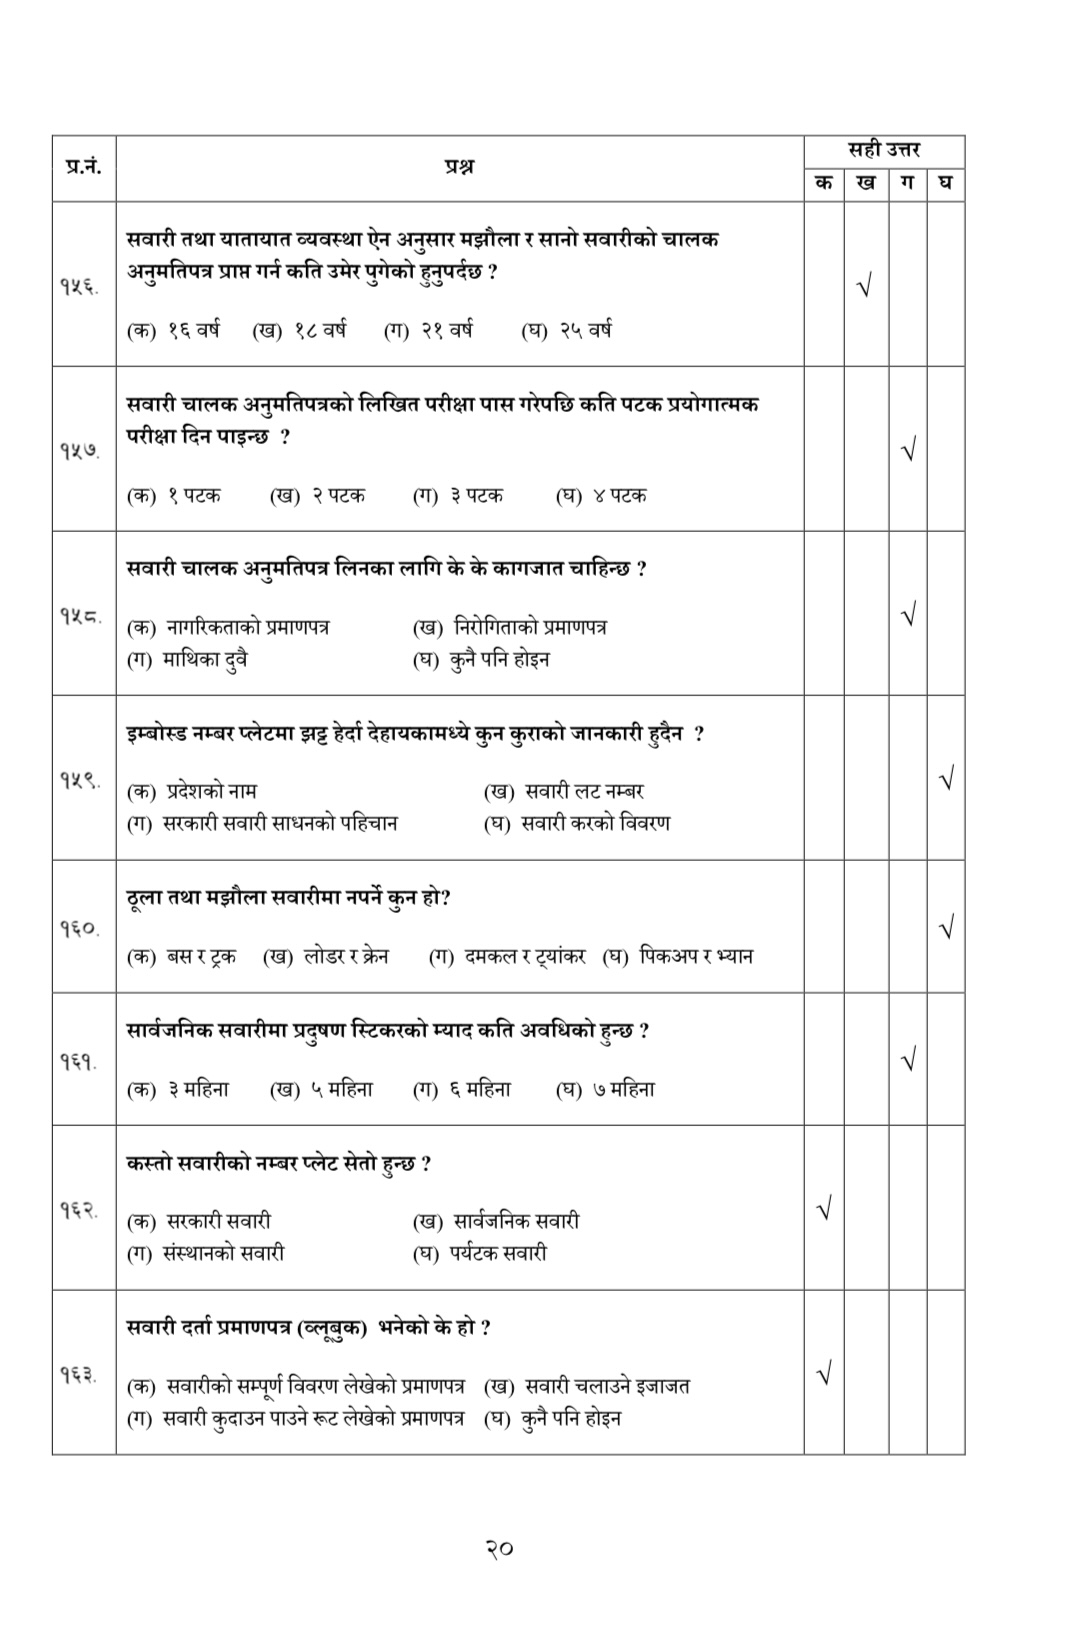 प्र.नं. प्रश्न सही उत्तर
क ख ग घ
१५६. सवारी तथा यातायात व्यवस्था ऐन अनुसार मझौला र सानो सवारीको चालक
अनुमतिपत्र प्राप्त गर्न कति उमेर पुगेको हुनुपर्दछ ? √
(क) १६ वर्ष (ख) १८ वर्ष (ग) २१ वर्ष (घ) २५ वर्ष
१५७. सवारी चालक अनुमतिपत्रको लिखित परीक्षा पास गरेपछि कति पटक प्रयोगात्मक
परीक्षा दिन पाइन्छ ? √
(क) १ पटक (ख) २ पटक (ग) ३ पटक (घ) ४ पटक
१५८. सवारी चालक अनुमतिपत्र लिनका लागि के के कागजात चाहिन्छ ? √
(क) नागरिकताको प्रमाणपत्र (ख) निरोगिताको प्रमाणपत्र
(ग) माथिका दुवै (घ) कुनै पनि होइन
१५९. इम्बोस्ड नम्बर प्लेटमा झट्ट हेर्दा देहायकामध्ये कुन कुराको जानकारी हुदैन ? √
(क) प्रदेशको नाम (ख) सवारी लट नम्बर
(ग) सरकारी सवारी साधनको पहिचान (घ) सवारी करको विवरण
१६०. ठूला तथा मझौला सवारीमा नपर्ने कुन हो? √
(क) बस र ट्रक (ख) लोडर र क्रेन (ग) दमकल र ट्यांकर (घ) पिकअप र भ्यान
१६१. सार्वजनिक सवारीमा प्रदुषण स्टिकरको म्याद कति अवधिको हुन्छ ? √
(क) ३ महिना (ख) ५ महिना (ग) ६ महिना (घ) ७ महिना
१६२. कस्तो सवारीको नम्बर प्लेट सेतो हुन्छ ? √
(क) सरकारी सवारी (ख) सार्वजनिक सवारी
(ग) संस्थानको सवारी (घ) पर्यटक सवारी
१६३. सवारी दर्ता प्रमाणपत्र (व्लूबुक) भनेको के हो ? √
(क) सवारीको सम्पूर्ण विवरण लेखेको प्रमाणपत्र (ख) सवारी चलाउने इजाजत
(ग) सवारी कुदाउन पाउने रूट लेखेको प्रमाणपत्र (घ) कुनै पनि होइन
२०